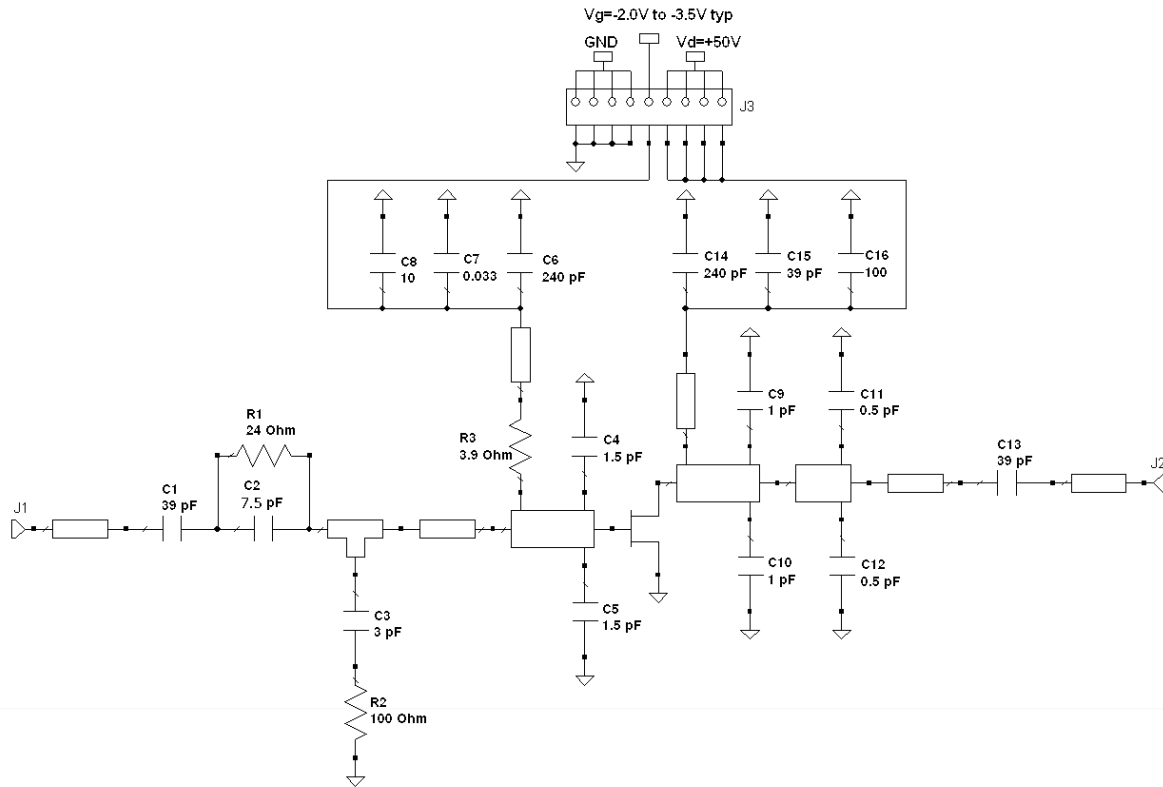 Vg=-2.0V to -3.5V typ
GND
Vd=+50V
J3
C8
10
C7
0.033
C6
240 pF
C14
240 pF
C15
39 pF
C16
100
R1
24 Ohm
R3
3.9 Ohm
C4
1.5 pF
C9
1 pF
C11
0.5 pF
J1
C1
39 pF
C2
7.5 pF
C13
39 pF
J2
C10
1 pF
C12
0.5 pF
C3
3 pF
C5
1.5 pF
R2
100 Ohm